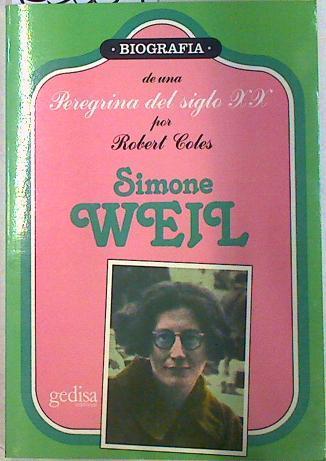 · BIOGRAFIA ·
de una
Peregrina del siglo XX
por
Robert Coles
Simone
WEIL
gedisa